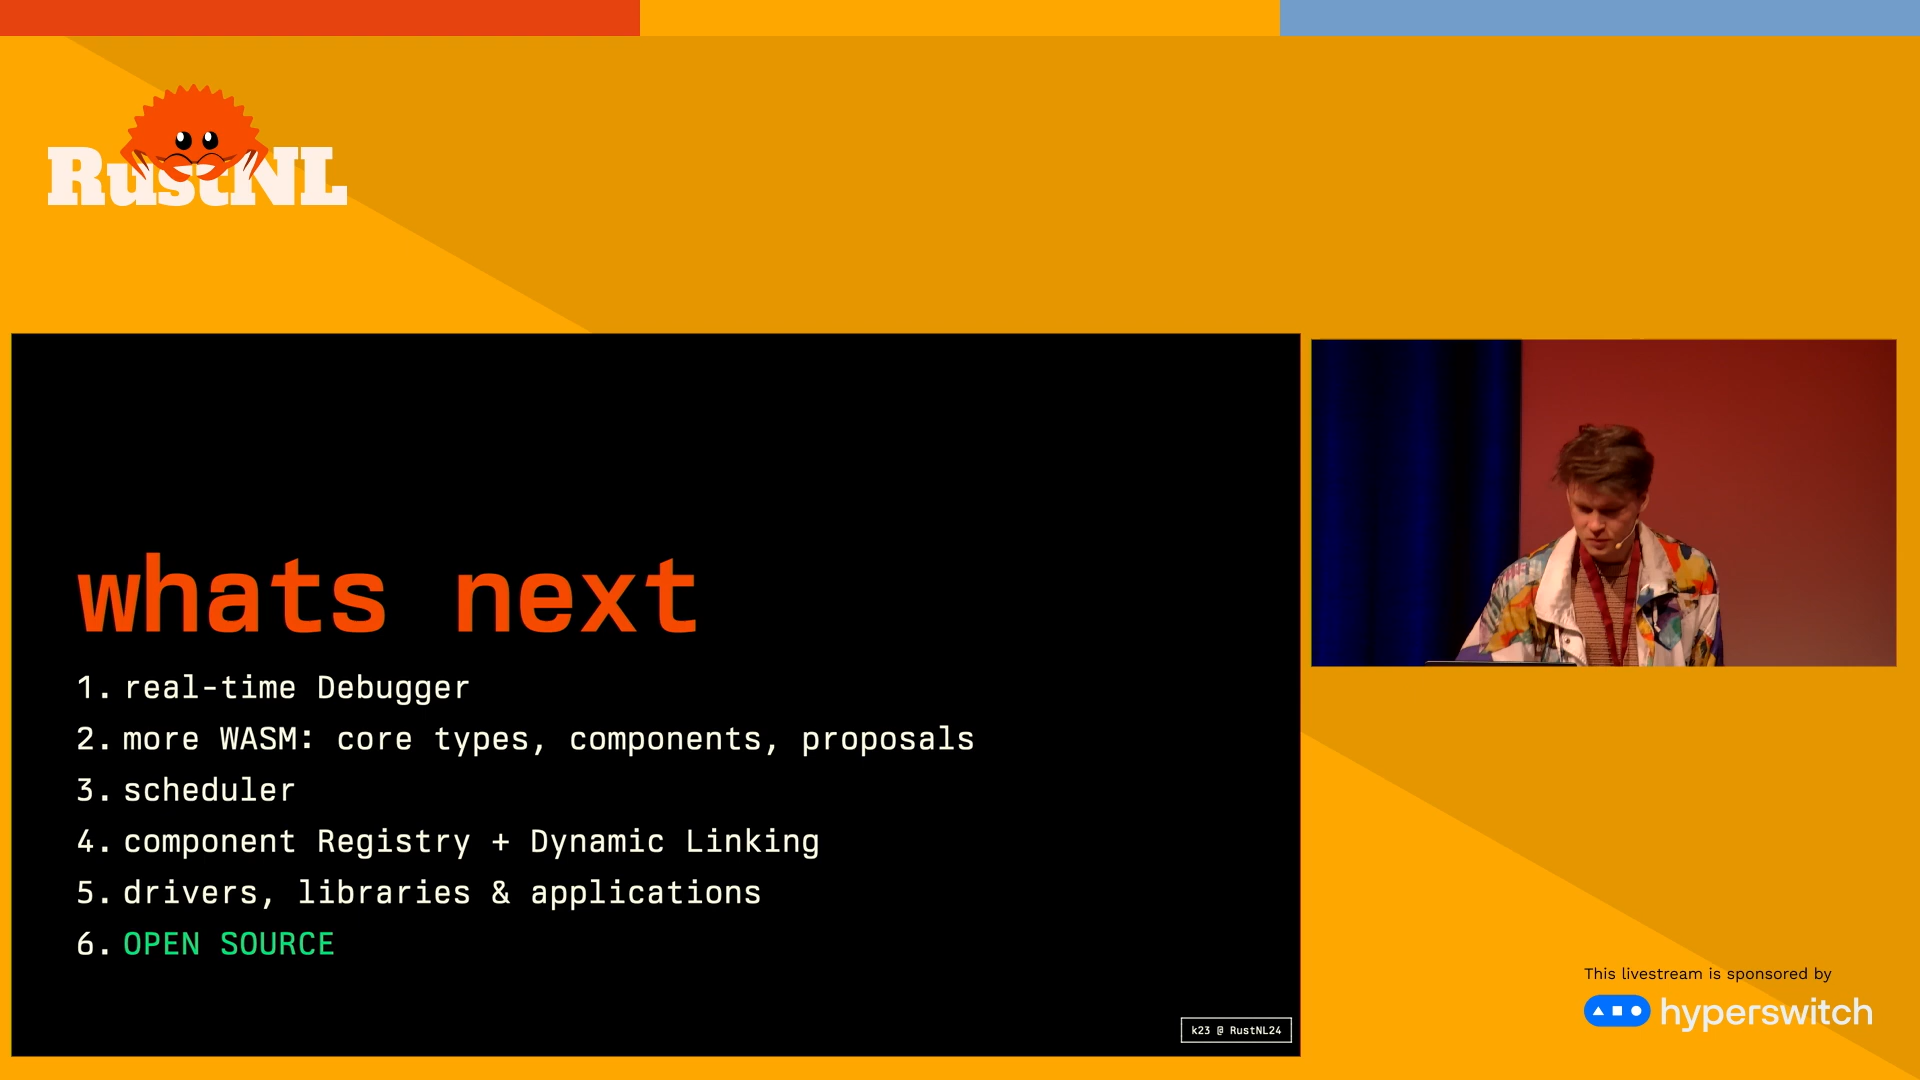 RustNL
whats next
1. real-time Debugger
2. more WASM: core types, components, proposals
3. scheduler
4. component Registry + Dynamic Linking
5. drivers, libraries & applications
6. OPEN SOURCE
k23 @ RustNL24
This livestream is sponsored by
hyperswitch